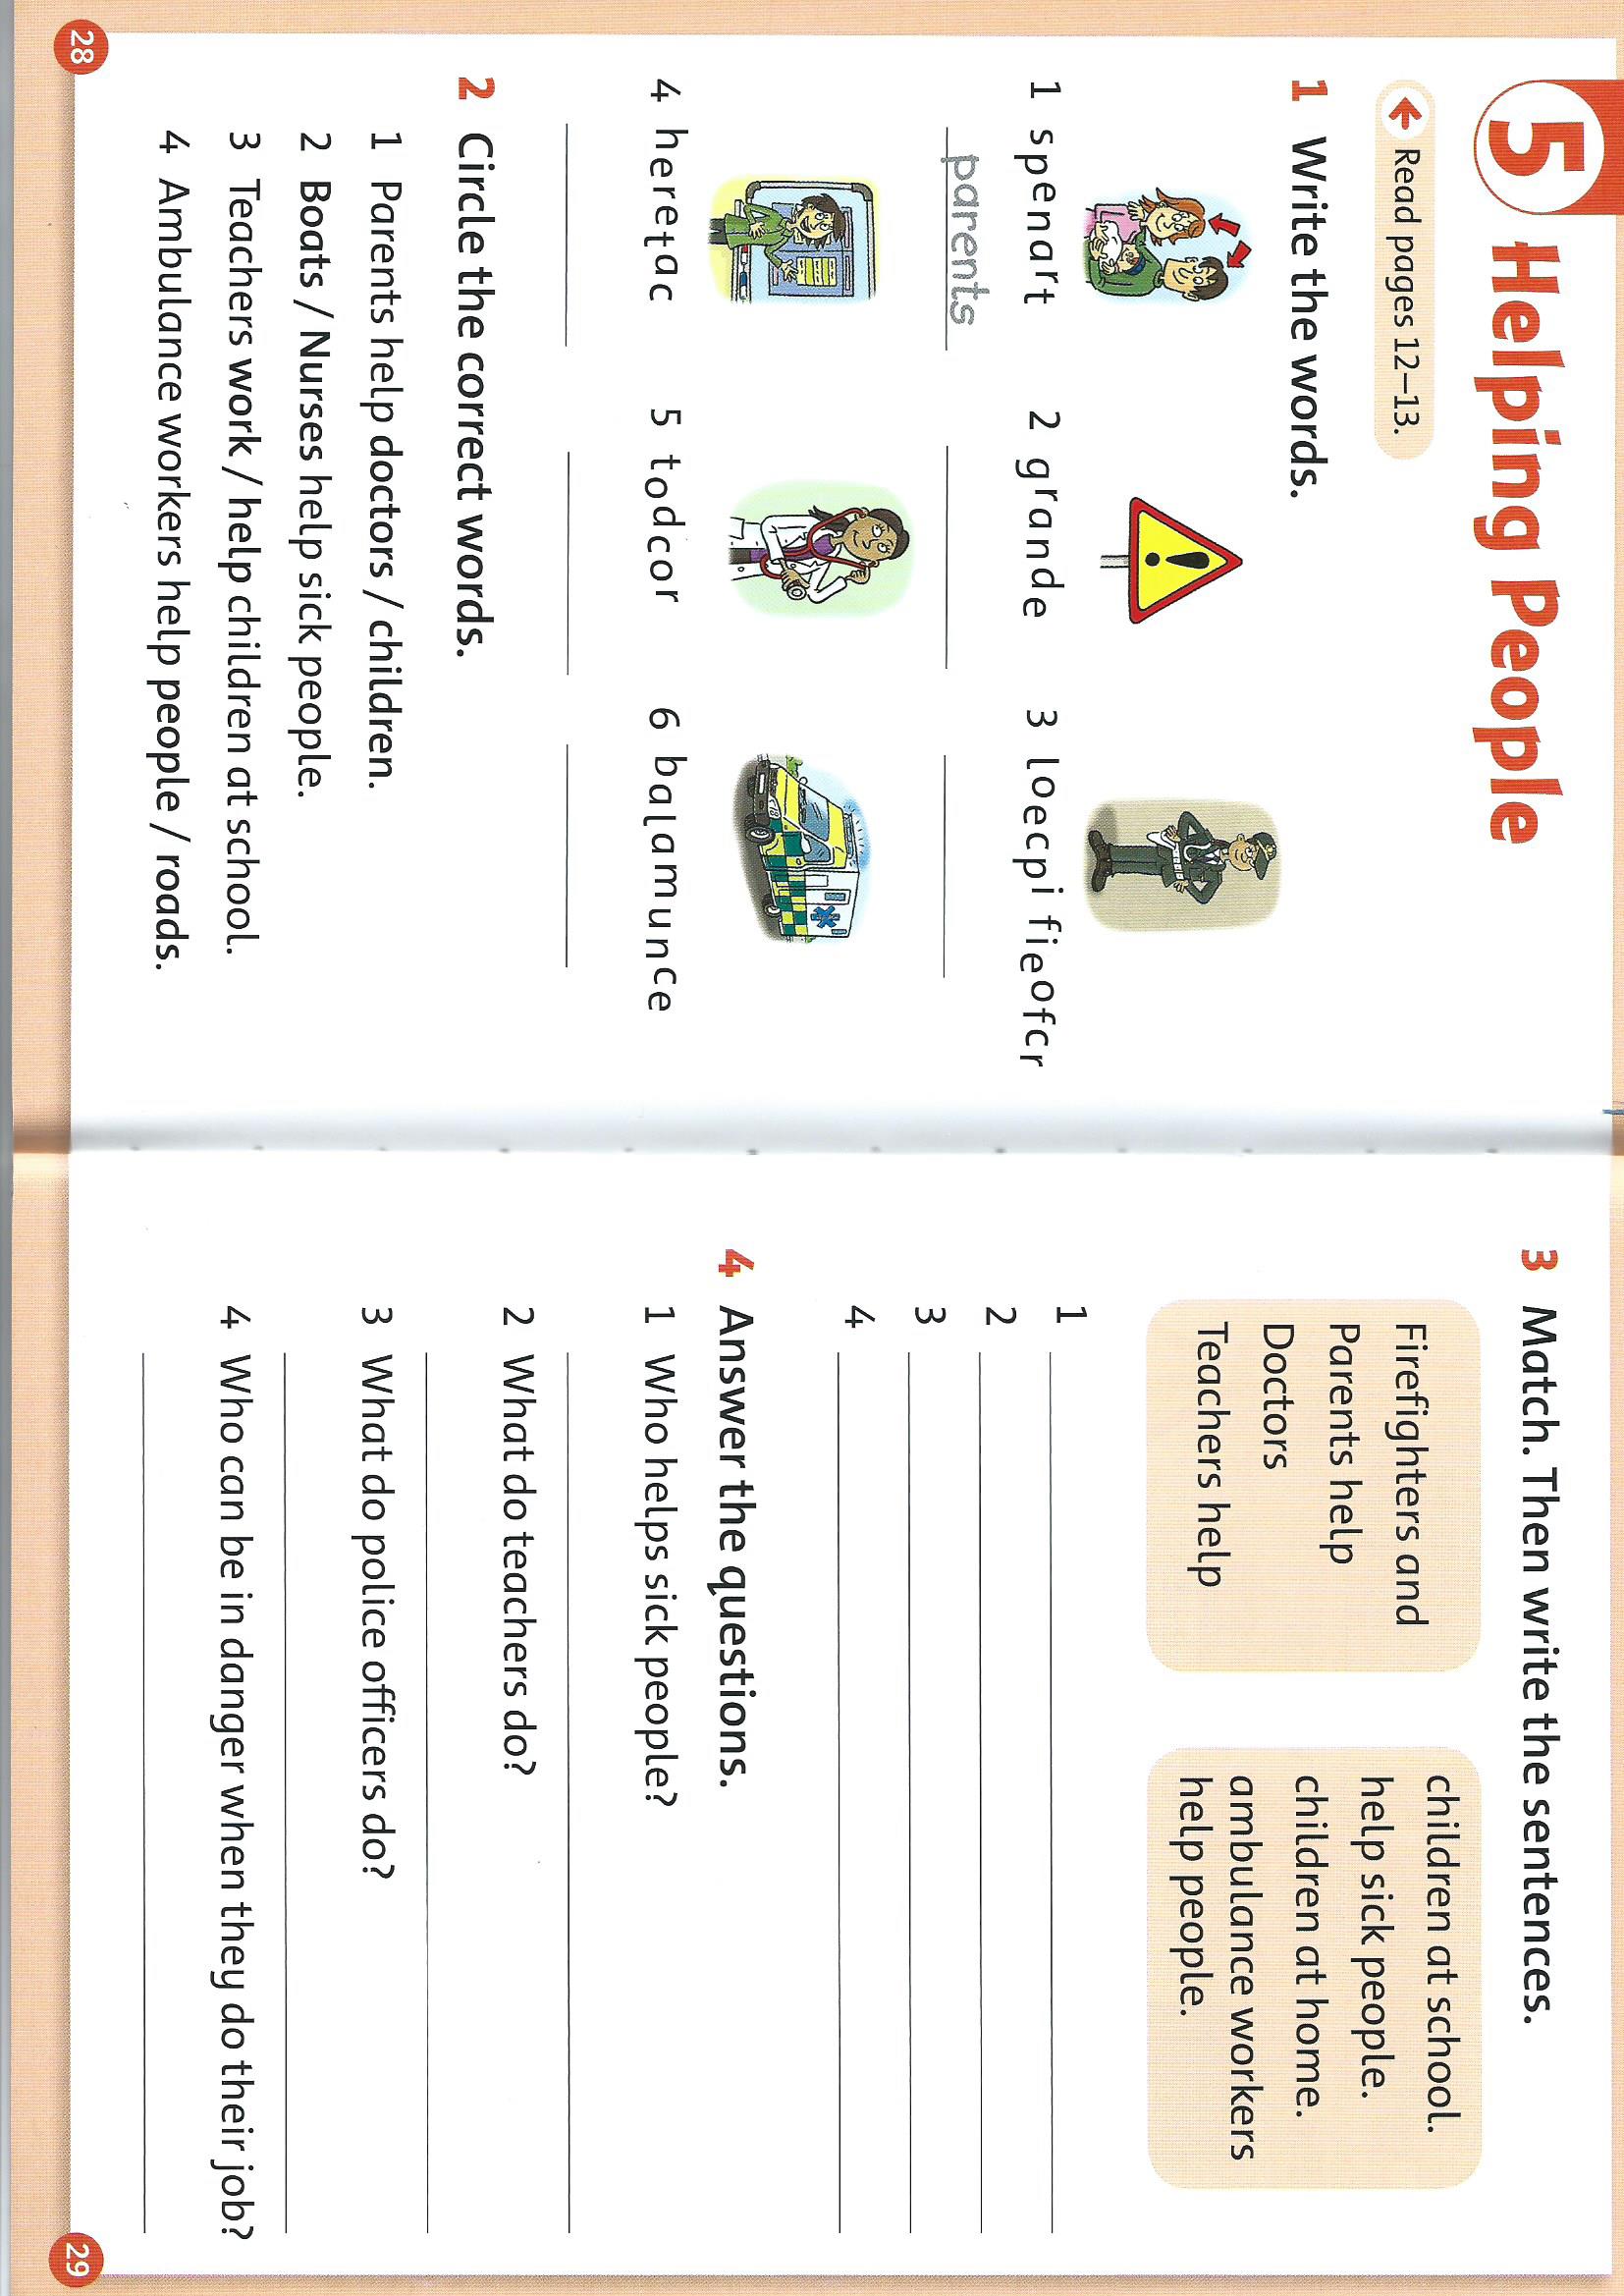 5 Helping People
Read pages 12–13.
1 Write the words.
1 spenart
2 grande
3 loecpi fieofcr
parents
4 heretac
5 todcor
6 balamunce
2 Circle the correct words.
1 Parents help doctors / children.
2 Boats / Nurses help sick people.
3 Teachers work / help children at school.
4 Ambulance workers help people / roads.
28
3 Match. Then write the sentences.
Firefighters and
Parents help
Doctors
Teachers help
children at school.
help sick people.
children at home.
ambulance workers
help people.
1
2
3
4
4 Answer the questions.
1 Who helps sick people?
2 What do teachers do?
3 What do police officers do?
4 Who can be in danger when they do their job?
29